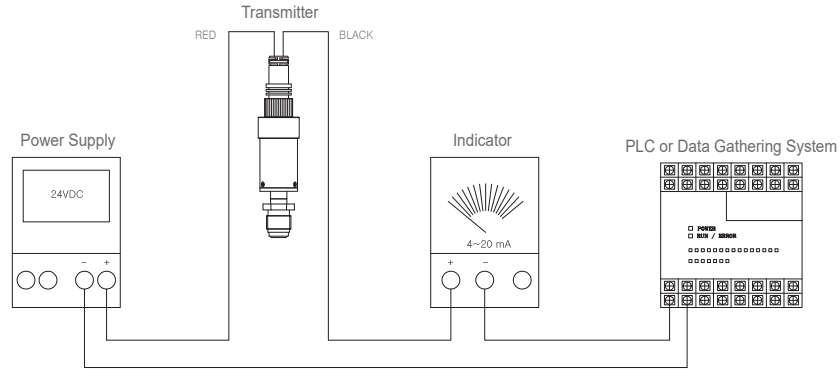 Transmitter
RED
BLACK
Power Supply
Indicator
PLC or Data Gathering System
24VDC
4~20 mA
POWER
RUN / ERROR
− +
+ −